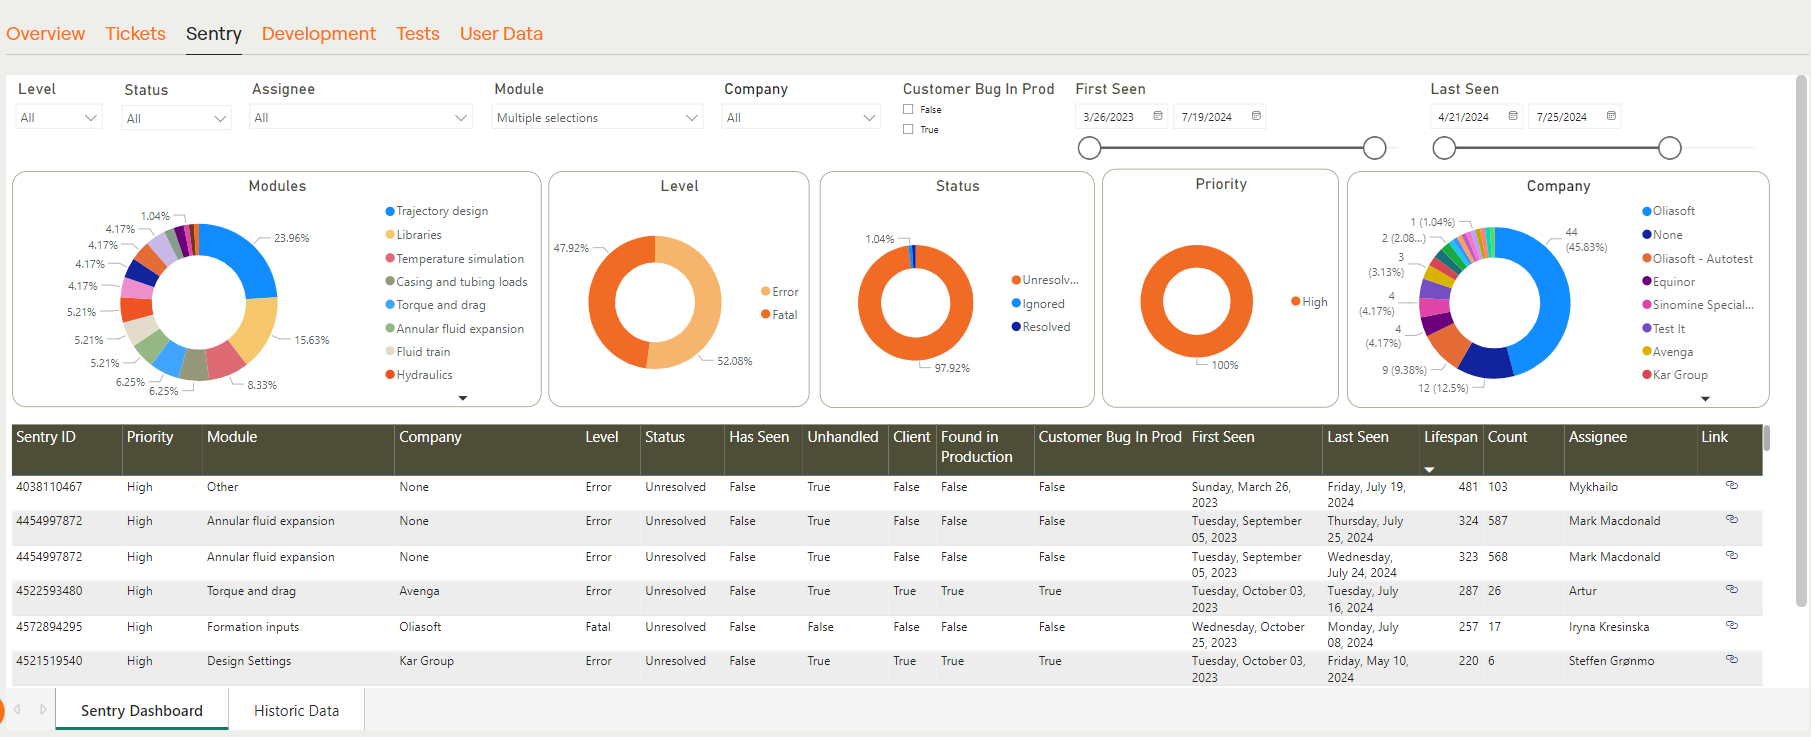 Overview Tickets Sentry Development Tests User Data
Level Status Assignee Module Company Customer Bug In Prod First Seen Last Seen
All All All Multiple selections All
False
True
3/26/2023 7/19/2024 4/21/2024 7/25/2024
Modules
23.96%
15.63%
8.33%
6.25%
6.25%
5.21%
5.21%
5.21%
4.17%
4.17%
4.17%
4.17%
1.04%
Trajectory design
Libraries
Temperature simulation
Casing and tubing loads
Torque and drag
Annular fluid expansion
Fluid train
Hydraulics
Level
47.92%
52.08%
Error
Fatal
Status
1.04%
97.92%
Unresolv...
Ignored
Resolved
Priority
100%
High
Company
44
(45.83%)
12 (12.5%)
9 (9.38%)
4
(4.17%)
4
(4.17%)
3
(3.13%)
2 (2.08...)
1 (1.04%)
Oliasoft
None
Oliasoft - Autotest
Equinor
Sinomine Special...
Test It
Avenga
Kar Group
Sentry ID Priority Module Company Level Status Has Seen Unhandled Client Found in Production Customer Bug In Prod First Seen Last Seen Lifespan Count Assignee Link
4038110467 High Other None Error Unresolved False True False False False Sunday, March 26, 2023 Friday, July 19, 2024 481 103 Mykhailo
4454997872 High Annular fluid expansion None Error Unresolved False True False False False Tuesday, September 05, 2023 Thursday, July 25, 2024 324 587 Mark Macdonald
4454997872 High Annular fluid expansion None Error Unresolved False True False False False Tuesday, September 05, 2023 Wednesday, July 24, 2024 323 568 Mark Macdonald
4522593480 High Torque and drag Avenga Error Unresolved False True True True True Tuesday, October 03, 2023 Tuesday, July 16, 2024 287 26 Artur
4572894295 High Formation inputs Oliasoft Fatal Unresolved False False False False False Wednesday, October 25, 2023 Monday, July 08, 2024 257 17 Iryna Kresinska
4521519540 High Design Settings Kar Group Error Unresolved False True True True True Tuesday, October 03, 2023 Friday, May 10, 2024 220 6 Steffen Grønmo
Sentry Dashboard Historic Data